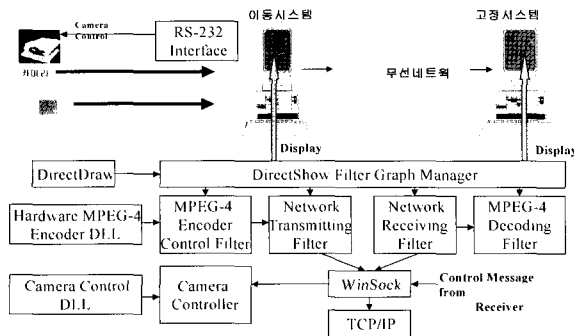 Camera
Control
RS-232
Interface
이동시스템
고정시스템
카메라
무선네트웍
Display
Display
DirectDraw
DirectShow Filter Graph Manager
Hardware MPEG-4
Encoder DLL
MPEG-4
Encoder
Control Filter
Network
Transmitting
Filter
Network
Receiving
Filter
MPEG-4
Decoding
Filter
Camera Control
DLL
Camera
Controller
WinSock
Control Message
from
Receiver
TCP/IP